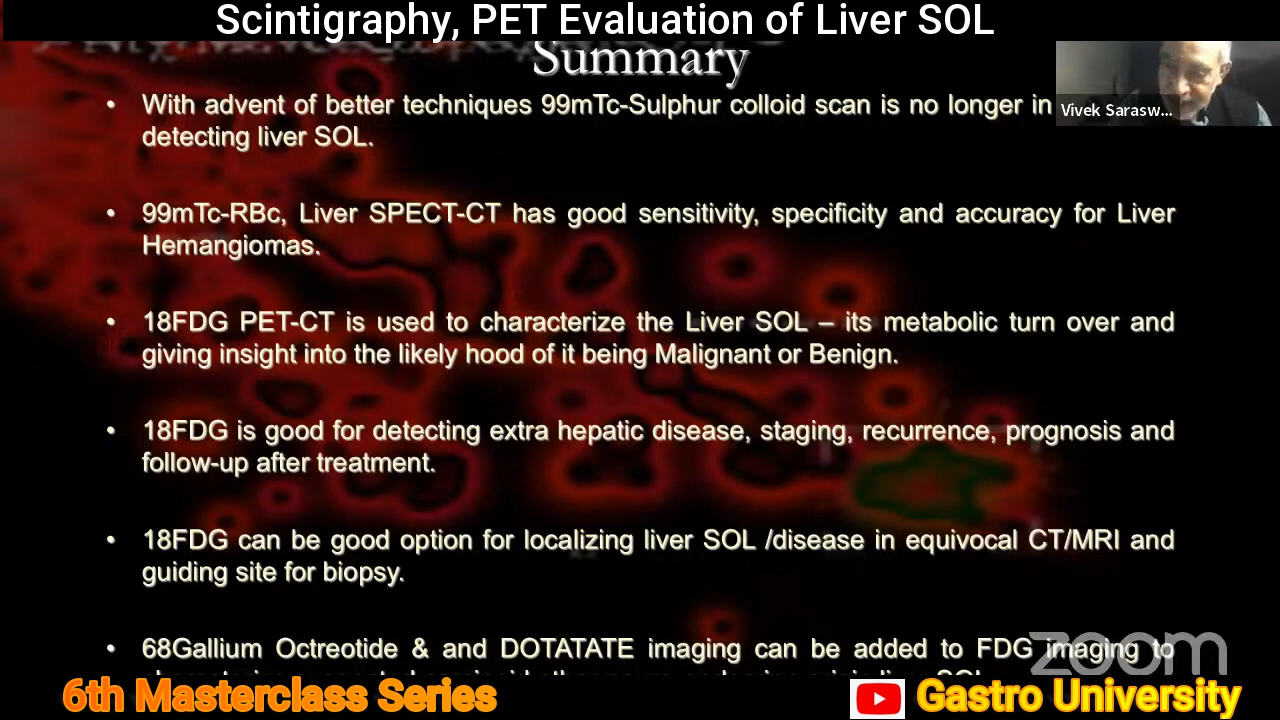 Scintigraphy, PET Evaluation of Liver SOL
Summary
Vivek Sarasw...
• With advent of better techniques 99mTc-Sulphur colloid scan is no longer in
detecting liver SOL.
• 99mTc-RBc, Liver SPECT-CT has good sensitivity, specificity and accuracy for Liver
Hemangiomas.
• 18FDG PET-CT is used to characterize the Liver SOL – its metabolic turn over and
giving insight into the likely hood of it being Malignant or Benign.
• 18FDG is good for detecting extra hepatic disease, staging, recurrence, prognosis and
follow-up after treatment.
• 18FDG can be good option for localizing liver SOL /disease in equivocal CT/MRI and
guiding site for biopsy.
• 68Gallium Octreotide & and DOTATATE imaging can be added to FDG imaging to
zoom
6th Masterclass Series
Gastro University